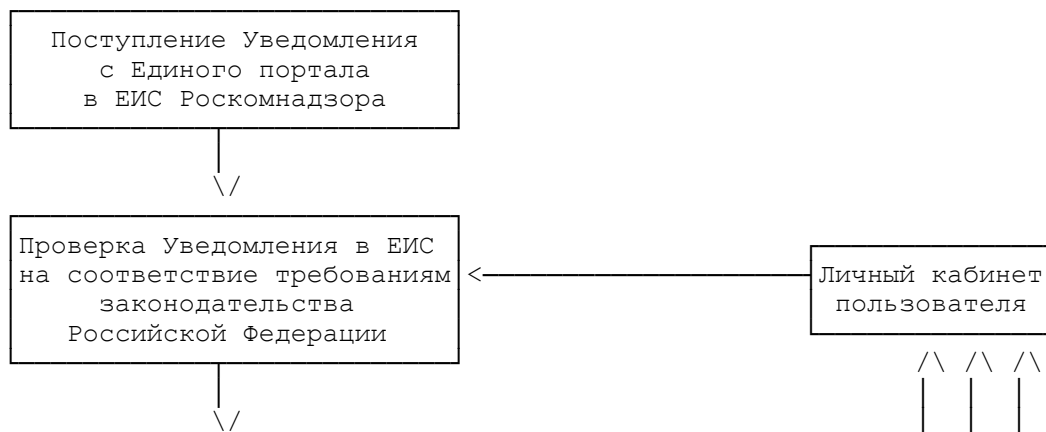 Поступление Уведомления
с Единого портала
в ЕИС Роскомнадзора
Проверка Уведомления в ЕИС
на соответствие требованиям
законодательства
Российской Федерации
Личный кабинет
пользователя